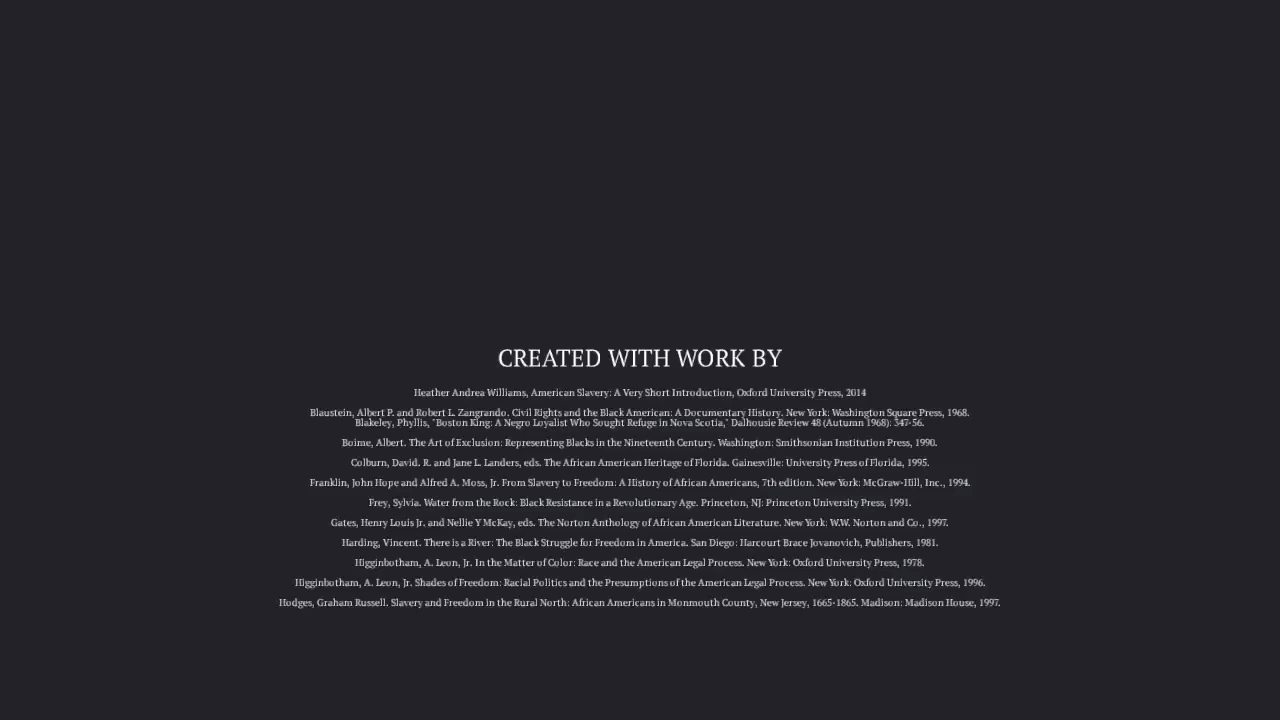 CREATED WITH WORK BY
Heather Andrea Williams, American Slavery: A Very Short Introduction, Oxford University Press, 2014
Blaustein, Albert P. and Robert L. Zangrando. Civil Rights and the Black American: A Documentary History. New York: Washington Square Press, 1968.
Blakeley, Phyllis, "Boston King: A Negro Loyalist Who Sought Refuge in Nova Scotia," Dalhousie Review 48 (Autumn 1968): 347-56.
Boime, Albert. The Art of Exclusion: Representing Blacks in the Nineteenth Century. Washington: Smithsonian Institution Press, 1990.
Colburn, David. R. and Jane L. Landers, eds. The African American Heritage of Florida. Gainesville: University Press of Florida, 1995.
Franklin, John Hope and Alfred A. Moss, Jr. From Slavery to Freedom: A History of African Americans, 7th edition. New York: McGraw-Hill, Inc., 1994.
Frey, Sylvia. Water from the Rock: Black Resistance in a Revolutionary Age. Princeton, NJ: Princeton University Press, 1991.
Gates, Henry Louis Jr. and Nellie Y McKay, eds. The Norton Anthology of African American Literature. New York: W.W. Norton and Co., 1997.
Harding, Vincent. There is a River: The Black Struggle for Freedom in America. San Diego: Harcourt Brace Jovanovich, Publishers, 1981.
Higginbotham, A. Leon, Jr. In the Matter of Color: Race and the American Legal Process. New York: Oxford University Press, 1978.
Higginbotham, A. Leon, Jr. Shades of Freedom: Racial Politics and the Presumptions of the American Legal Process. New York: Oxford University Press, 1996.
Hodges, Graham Russell. Slavery and Freedom in the Rural North: African Americans in Monmouth County, New Jersey, 1665-1865. Madison: Madison House, 1997.